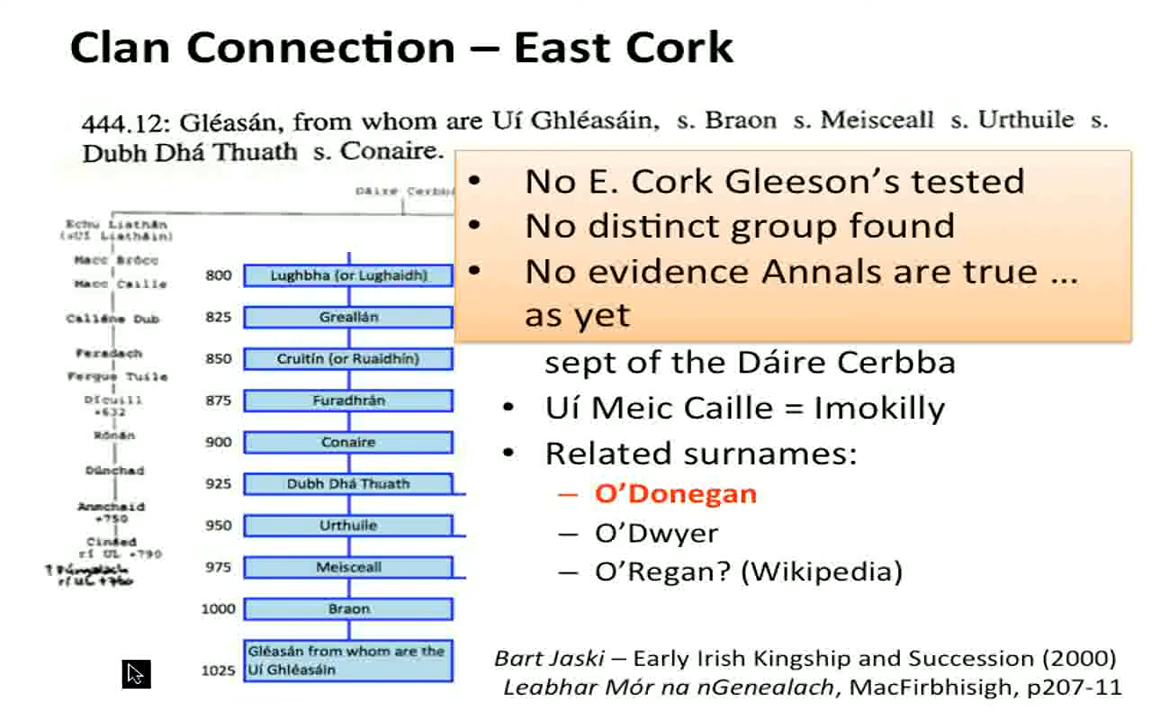 Clan Connection – East Cork
444.12: Gléasán, from whom are Uí Ghléasáin, s. Braon s. Meisceall s. Urthuile s.
Dubh Dhá Thuath s. Conaire.
• No E. Cork Gleeson's tested
• No distinct group found
• No evidence Annals are true ...
as yet
sept of the Dáire Cerbba
• Uí Meic Caille = Imokilly
• Related surnames:
– O'Donegan
– O'Dwyer
– O'Regan? (Wikipedia)
Dáire Cerbb
Echu Liathán
(=Uí Liatháin)
Macc Brócc
Macc Caille
Calléne Dub
Feradach
Fergus Tuile
Dícuill
+632
Rónán
Dúnchad
Anmchaid
+750
Cináed
rí UL +790
rí UL
800 Lughbha (or Lughaidh)
825 Greallán
850 Cruitín (or Ruaidhín)
875 Furadhrán
900 Conaire
925 Dubh Dhá Thuath
950 Urthuile
975 Meisceall
1000 Braon
1025 Gléasán from whom are the
Uí Ghléasáin
Bart Jaski – Early Irish Kingship and Succession (2000)
Leabhar Mór na nGenealach, MacFirbhisigh, p207-11